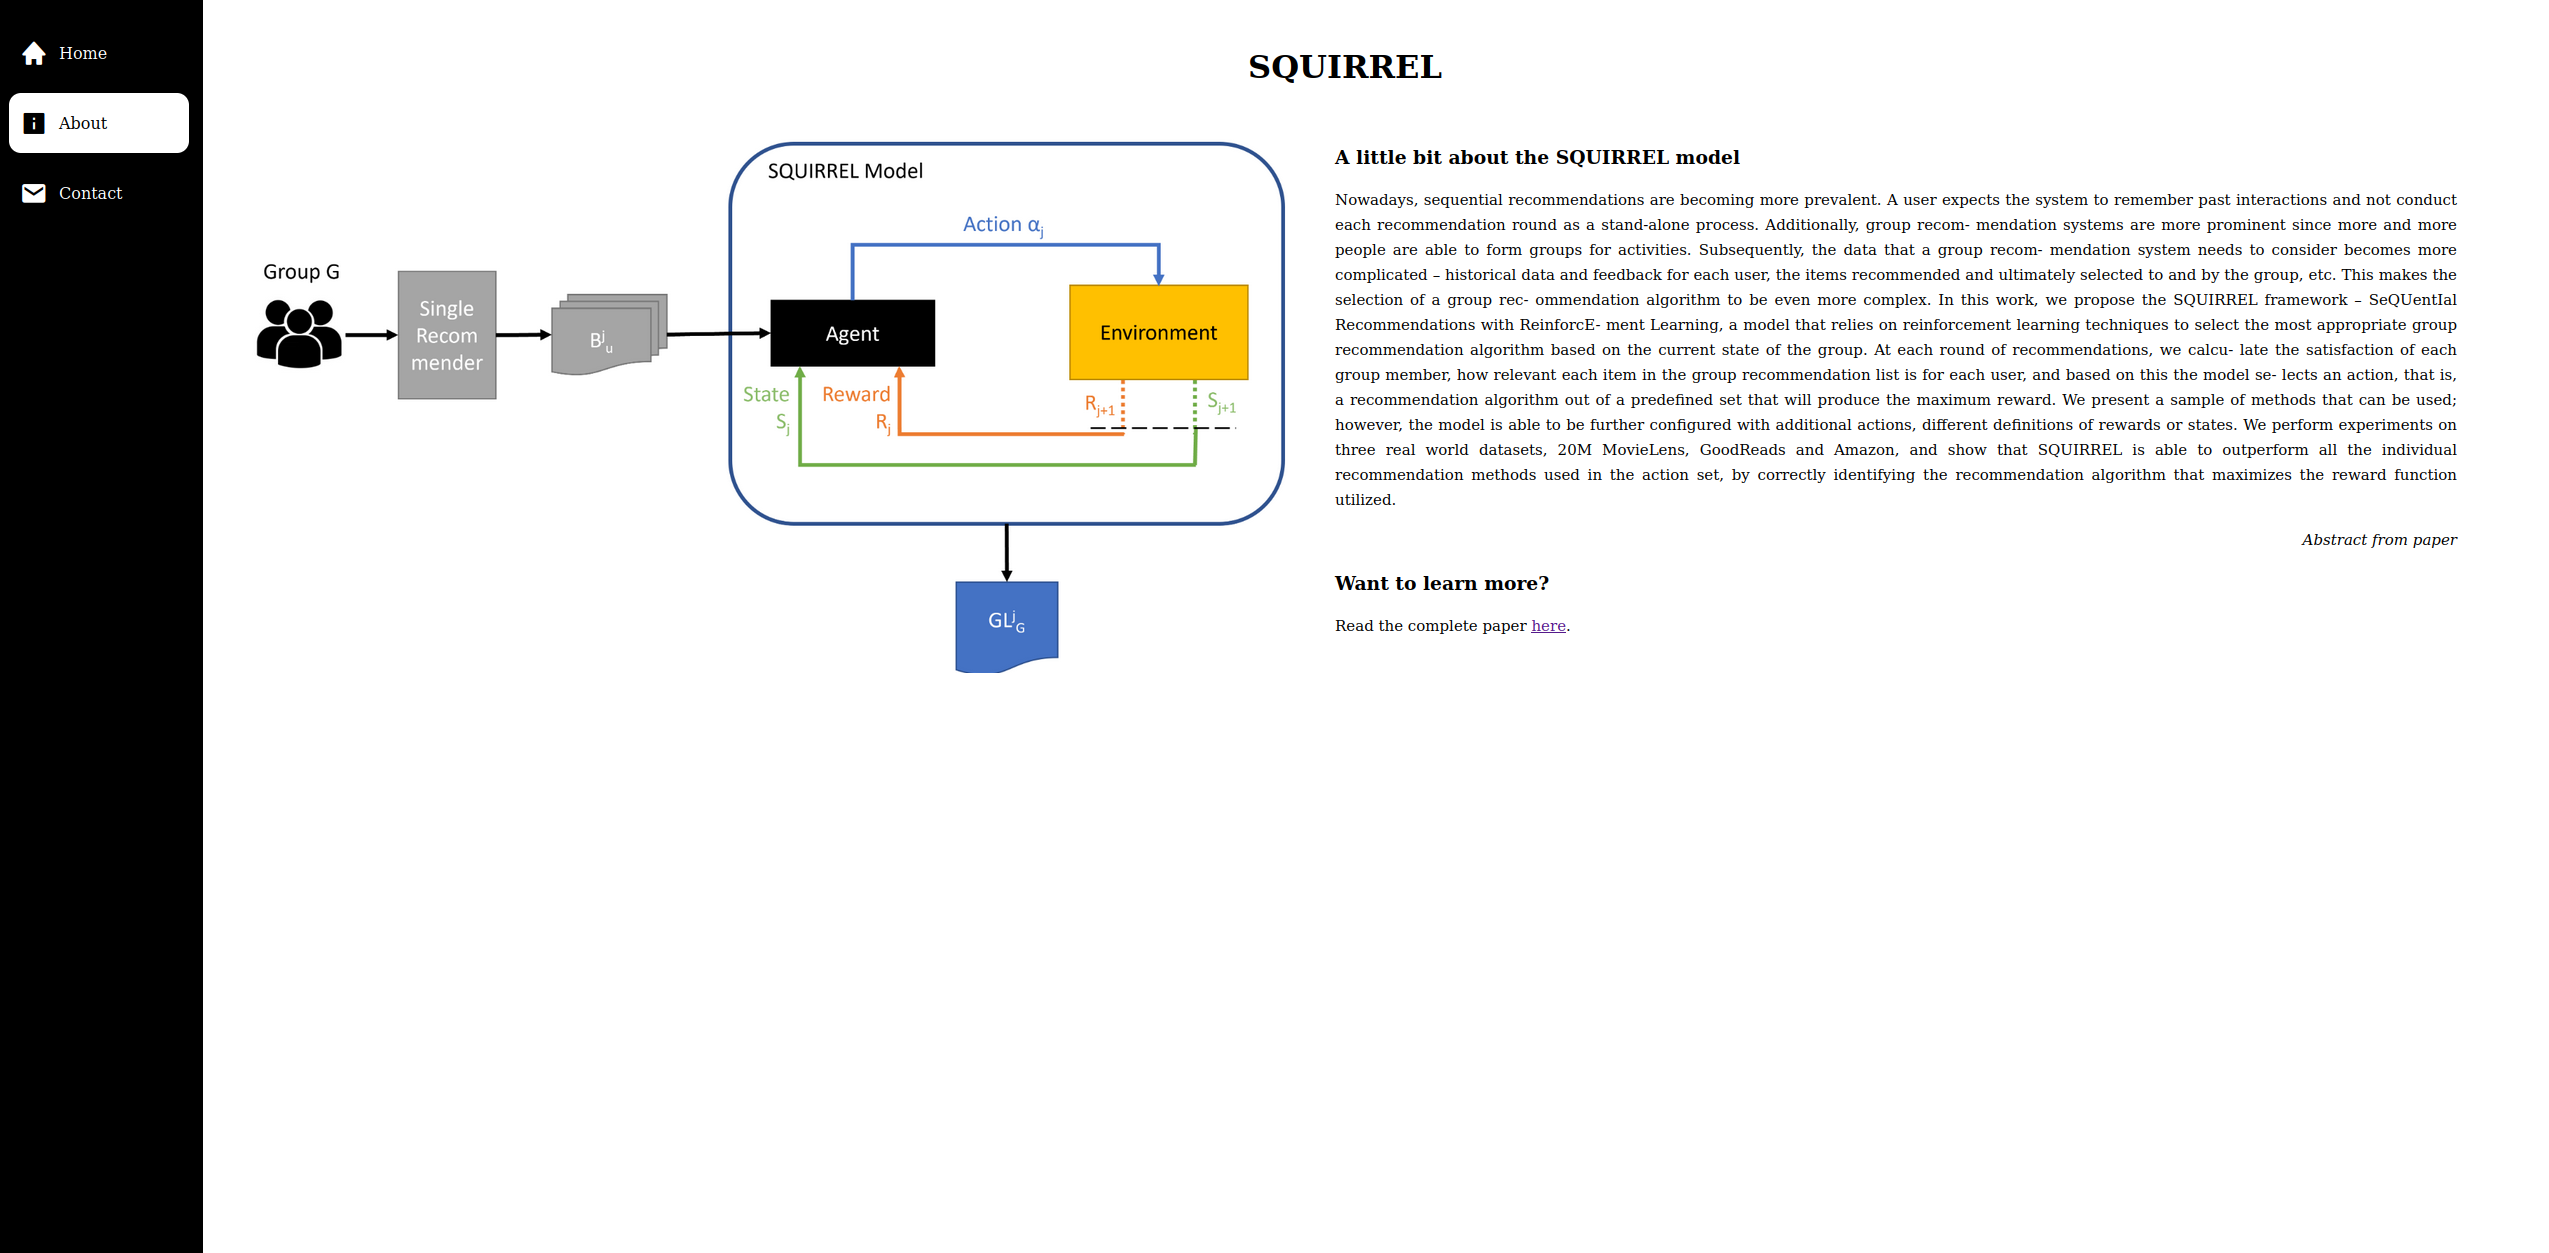 Home
About
Contact
SQUIRREL
SQUIRREL Model
Action αj
Group G
Single
Recom
mender
Bju
Agent
Environment
State
Sj
Reward
Rj
Rj+1
Sj+1
GLjG
A little bit about the SQUIRREL model
Nowadays, sequential recommendations are becoming more prevalent. A user expects the system to remember past interactions and not conduct
each recommendation round as a stand-alone process. Additionally, group recom- mendation systems are more prominent since more and more
people are able to form groups for activities. Subsequently, the data that a group recom- mendation system needs to consider becomes more
complicated – historical data and feedback for each user, the items recommended and ultimately selected to and by the group, etc. This makes the
selection of a group rec- ommendation algorithm to be even more complex. In this work, we propose the SQUIRREL framework – SeQUentIal
Recommendations with ReinforcE- ment Learning, a model that relies on reinforcement learning techniques to select the most appropriate group
recommendation algorithm based on the current state of the group. At each round of recommendations, we calcu- late the satisfaction of each
group member, how relevant each item in the group recommendation list is for each user, and based on this the model se- lects an action, that is,
a recommendation algorithm out of a predefined set that will produce the maximum reward. We present a sample of methods that can be used;
however, the model is able to be further configured with additional actions, different definitions of rewards or states. We perform experiments on
three real world datasets, 20M MovieLens, GoodReads and Amazon, and show that SQUIRREL is able to outperform all the individual
recommendation methods used in the action set, by correctly identifying the recommendation algorithm that maximizes the reward function
utilized.
Abstract from paper
Want to learn more?
Read the complete paper here.